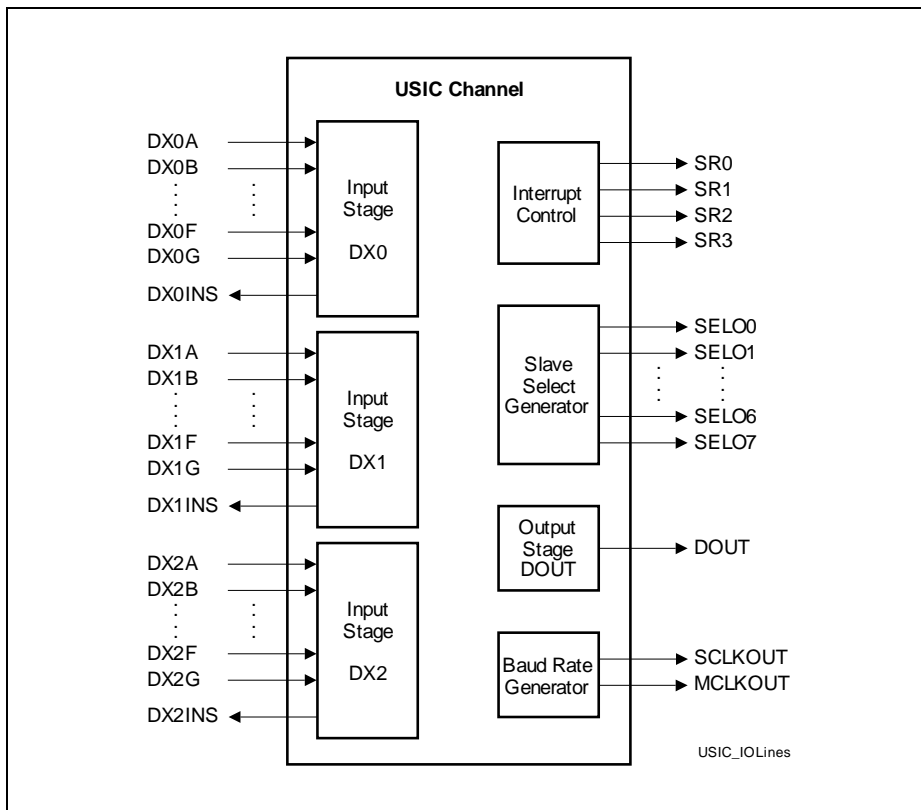 USIC Channel
DX0A
DX0B
DX0F
DX0G
DX0INS
Input
Stage
DX0
DX1A
DX1B
DX1F
DX1G
DX1INS
Input
Stage
DX1
DX2A
DX2B
DX2F
DX2G
DX2INS
Input
Stage
DX2
Interrupt
Control
SR0
SR1
SR2
SR3
Slave
Select
Generator
SELO0
SELO1
SELO6
SELO7
Output
Stage
DOUT
DOUT
Baud Rate
Generator
SCLKOUT
MCLKOUT
USIC_IOLines